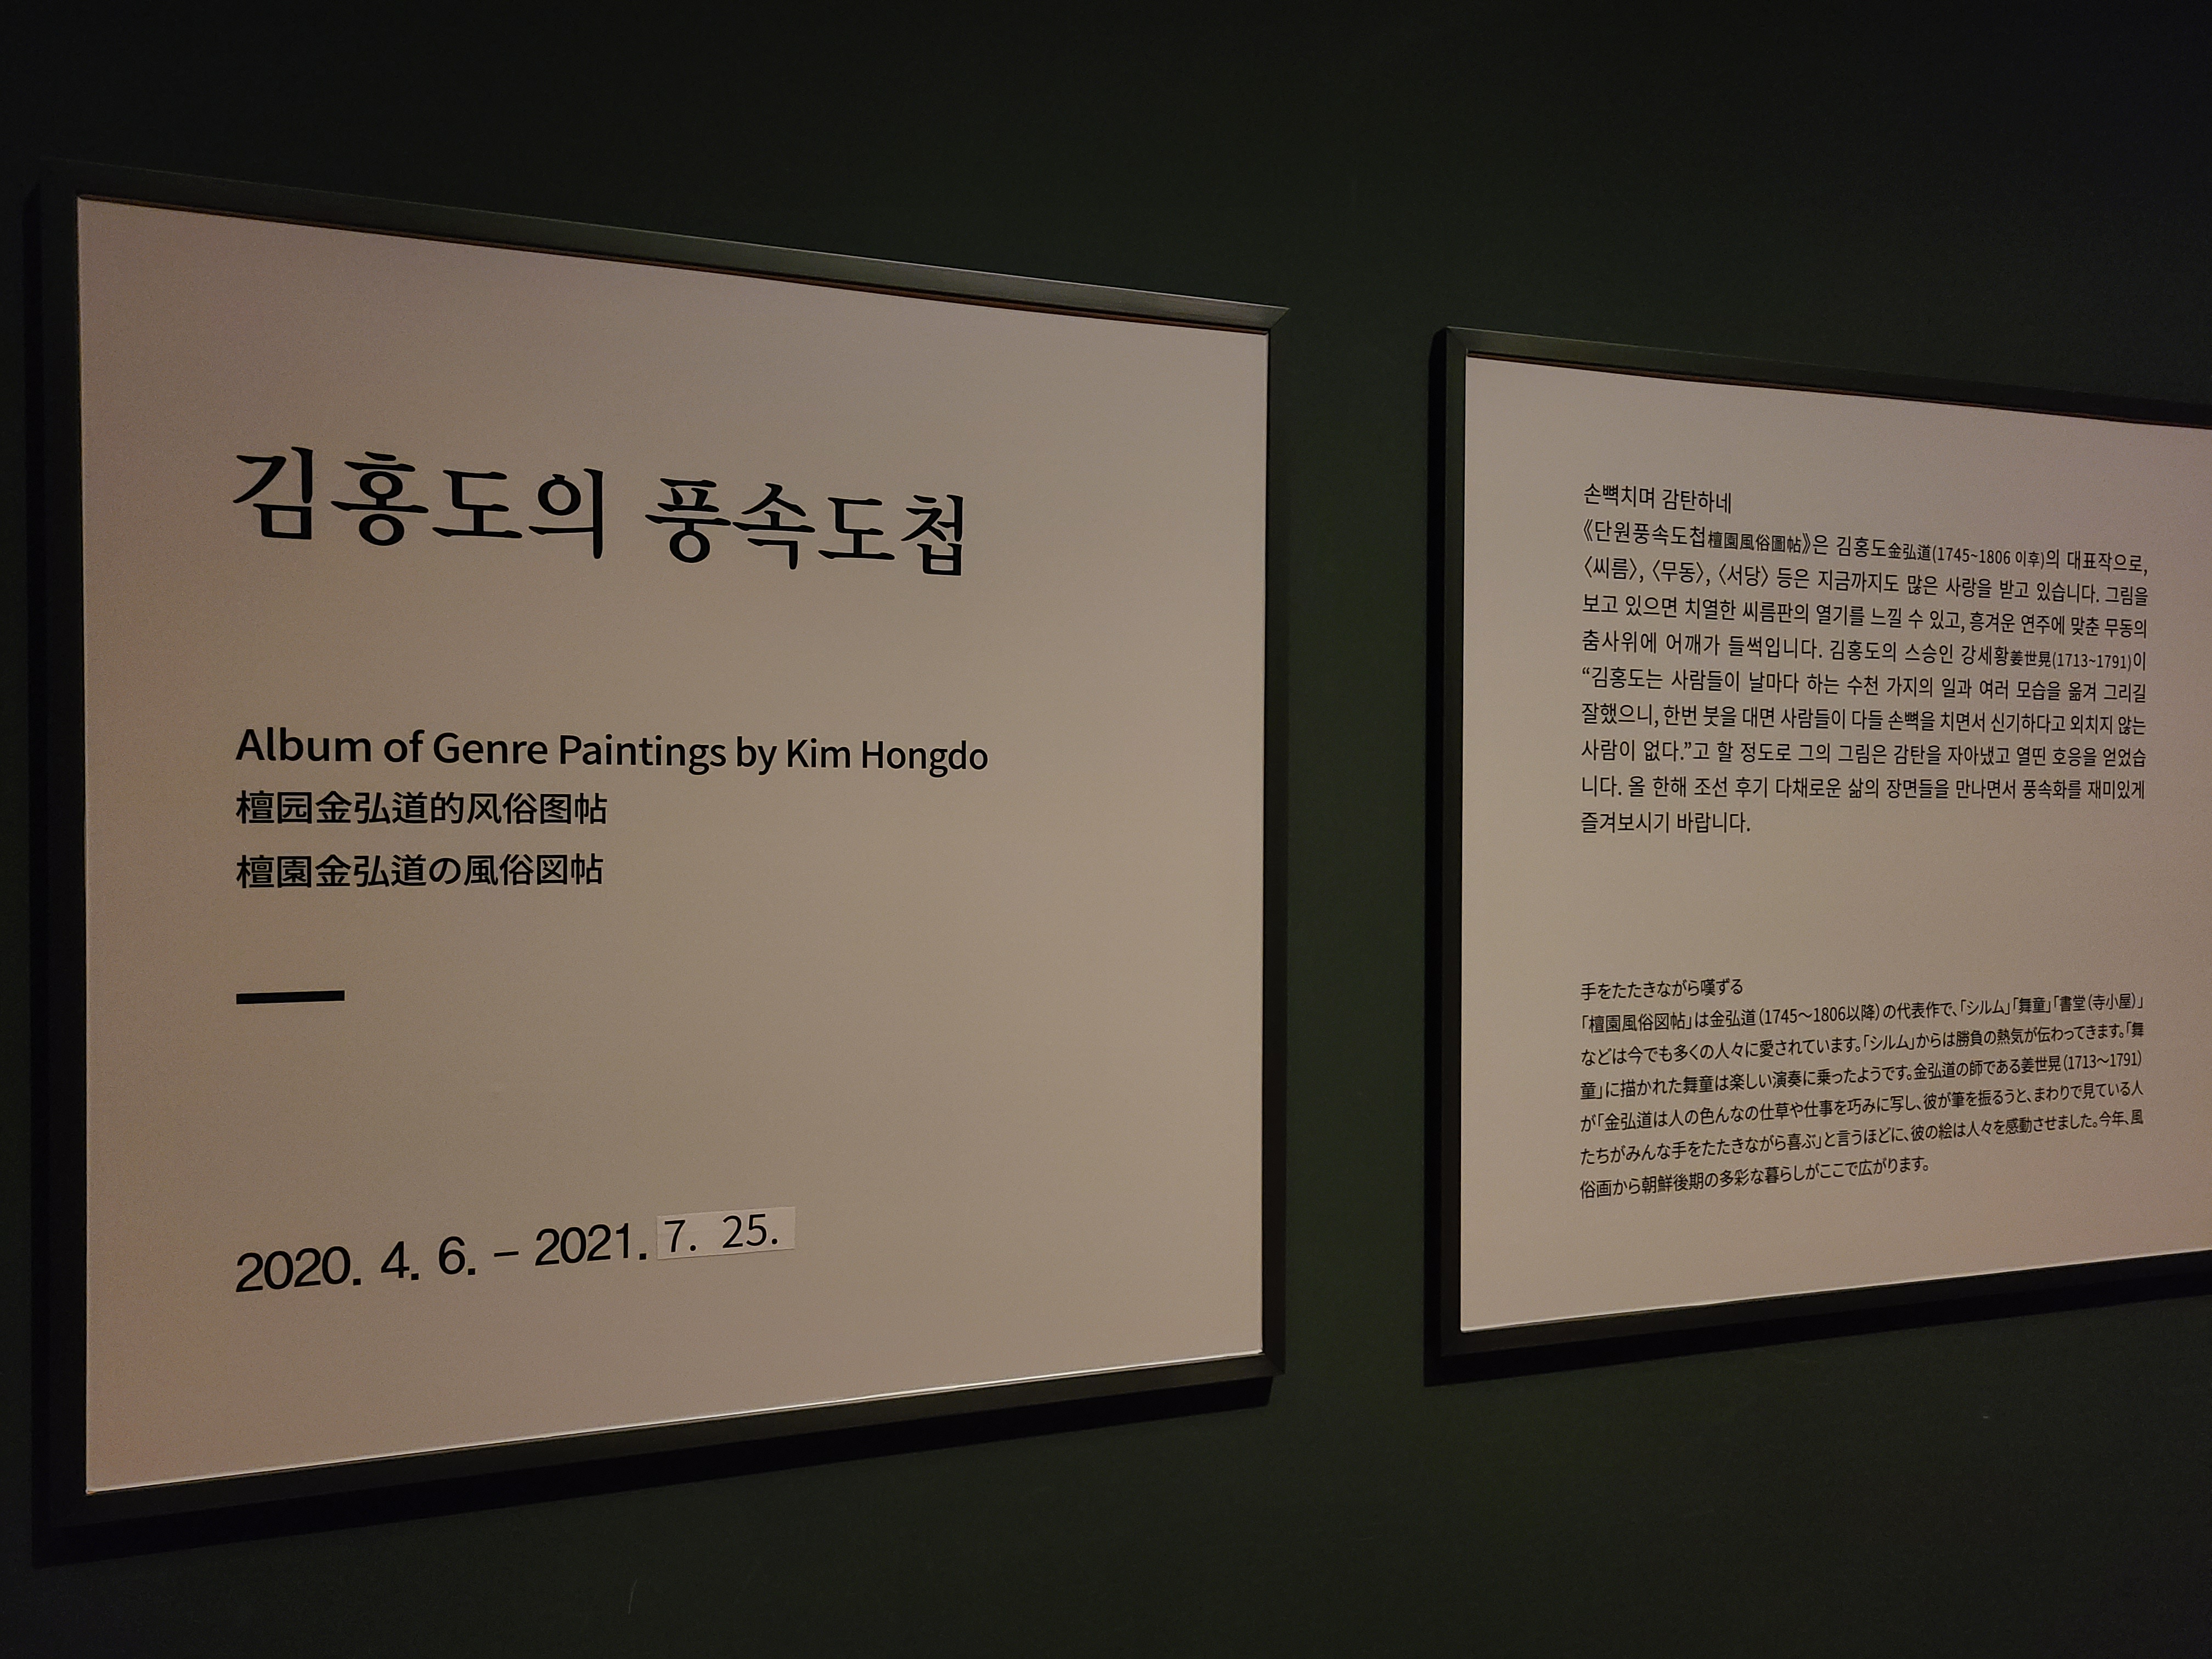 김홍도의 풍속도첩
Album of Genre Paintings by Kim Hongdo
檀园金弘道的风俗图帖
檀園金弘道の風俗図帖
2020. 4. 6. – 2021. 7. 25.
손뼉치며 감탄하네
《단원풍속도첩檀園風俗圖帖》은 김홍도金弘道(1745~1806 이후)의 대표작으로,
〈씨름〉, 〈무동〉, 〈서당〉 등은 지금까지도 많은 사랑을 받고 있습니다. 그림을
보고 있으면 치열한 씨름판의 열기를 느낄 수 있고, 흥겨운 연주에 맞춘 무동의
춤사위에 어깨가 들썩입니다. 김홍도의 스승인 강세황姜世晃(1713~1791)이
“김홍도는 사람들이 날마다 하는 수천 가지의 일과 여러 모습을 옮겨 그리길
잘했으니, 한번 붓을 대면 사람들이 다들 손뼉을 치면서 신기하다고 외치지 않는
사람이 없다.”고 할 정도로 그의 그림은 감탄을 자아냈고 열띤 호응을 얻었습
니다. 올 한해 조선 후기 다채로운 삶의 장면들을 만나면서 풍속화를 재미있게
즐겨보시기 바랍니다.
手をたたきながら嘆ずる
「檀園風俗図帖」は金弘道（1745～1806以降）の代表作で、「シルム」「舞童」「書堂（寺小屋）」
などは今でも多くの人々に愛されています。「シルム」からは勝負の熱気が伝わってきます。「舞
童」に描かれた舞童は楽しい演奏に乗ったようです。金弘道の師である姜世晃（1713～1791）
が「金弘道は人の色んなの仕草や仕事を巧みに写し、彼が筆を振るうと、まわりで見ている人
たちがみんな手をたたきながら喜ぶ」と言うほどに、彼の絵は人々を感動させました。今年、風
俗画から朝鮮後期の多彩な暮らしがここで広がります。